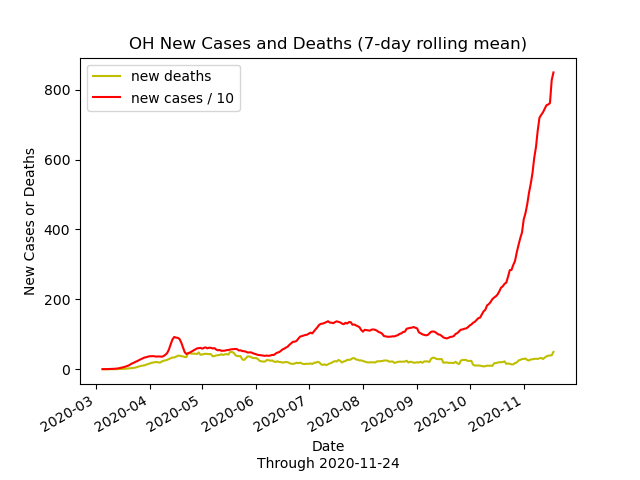 OH New Cases and Deaths (7-day rolling mean)
new deaths
new cases / 10
800
600
400
200
0
New Cases or Deaths
2020-03
2020-04
2020-05
2020-06
2020-07
2020-08
2020-09
2020-10
2020-11
Date
Through 2020-11-24